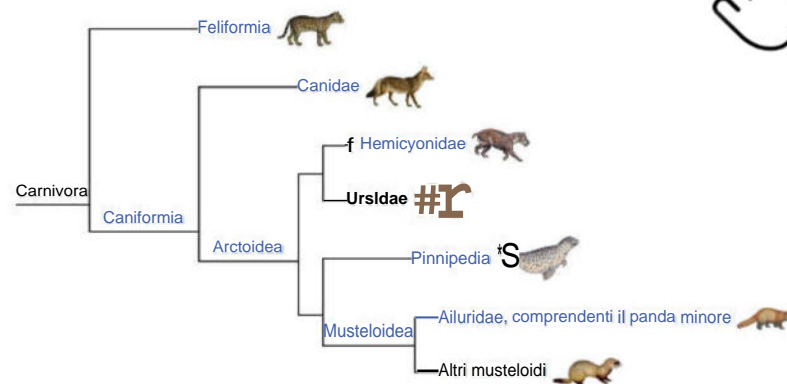 Feliformia
Canidae
f Hemicyonidae
Carnivora
UrsIdae #r
Caniformia
Arctoidea
Pinnipedia *S
Ailuridae, comprendenti il panda minore
Musteloidea
Altri musteloidi